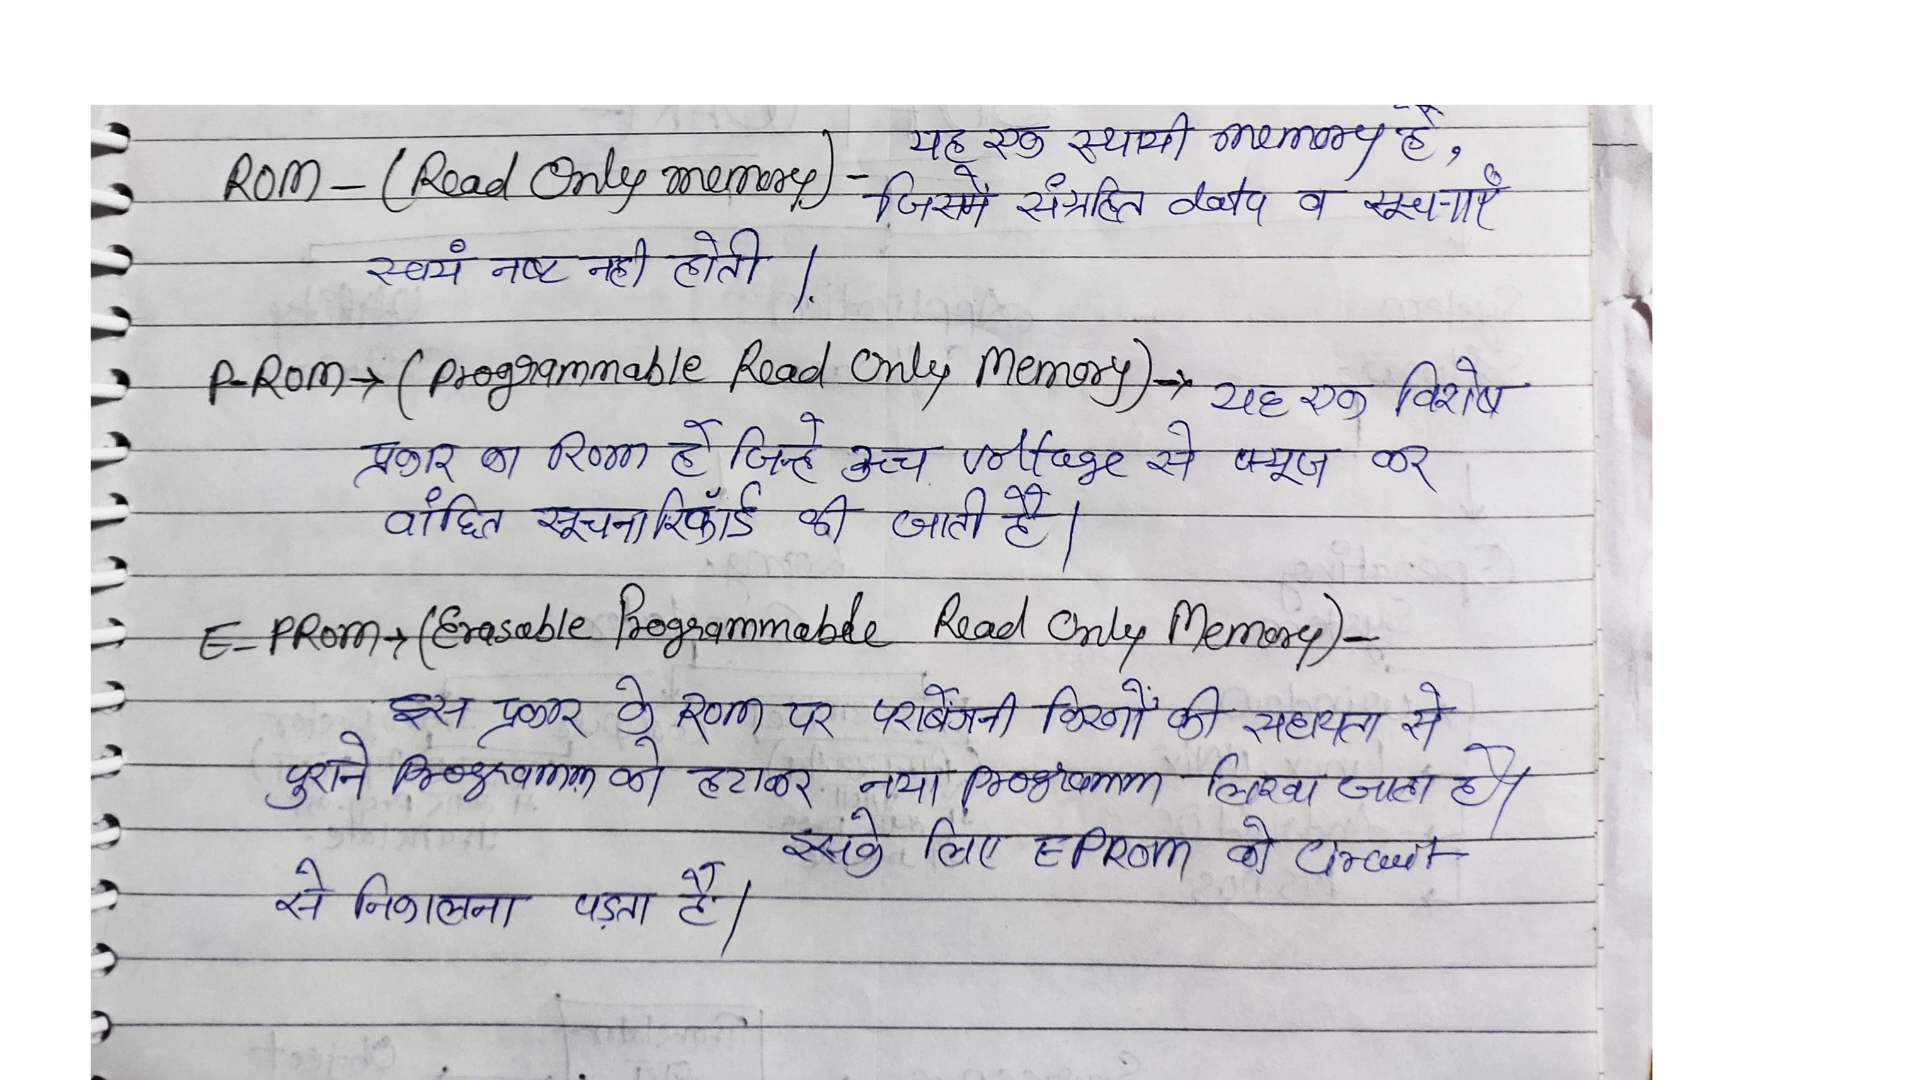 ROM – (Read Only memory) – यह एक स्थायी memory है,
जिसमें संग्रहित data व सूचनाएं
स्वयं नष्ट नही होती |
P-ROM → (Programmable Read Only Memory) → यह एक विशेष
प्रकार का Rom है जिन्हे उच्च voltage से फ्यूज कर
वांछित सूचना रिकॉर्ड की जाती है |
E-PROM → (Erasable Programmable Read Only Memory) –
इस प्रकार के ROM पर पराबैंगनी किरणों की सहायता से
पुराने Programm को हटाकर नया Programm लिखा जाता है |
इसके लिए EPROM को Circuit
से निकालना पड़ता है |